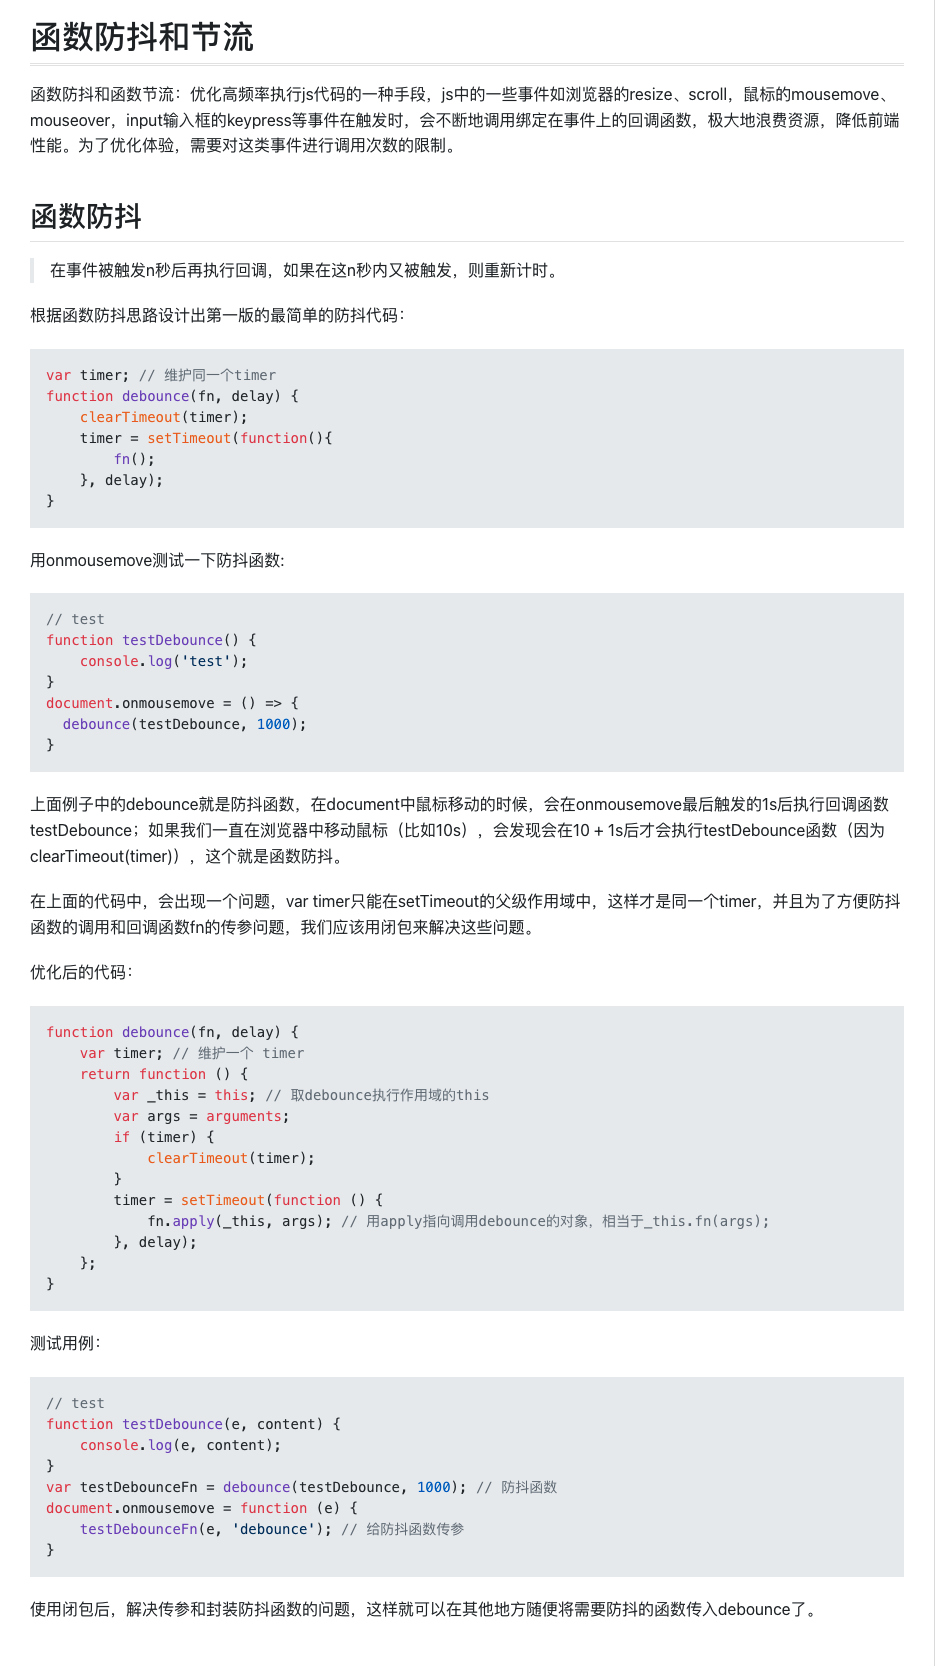 函数防抖和节流
函数防抖和函数节流：优化高频率执行js代码的一种手段，js中的一些事件如浏览器的resize、scroll，鼠标的mousemove、
mouseover，input输入框的keypress等事件在触发时，会不断地调用绑定在事件上的回调函数，极大地浪费资源，降低前端
性能。为了优化体验，需要对这类事件进行调用次数的限制。
函数防抖
在事件被触发n秒后再执行回调，如果在这n秒内又被触发，则重新计时。
根据函数防抖思路设计出第一版的最简单的防抖代码：
var timer; // 维护同一个timer
function debounce(fn, delay) {
    clearTimeout(timer);
    timer = setTimeout(function(){
        fn();
    }, delay);
}
用onmousemove测试一下防抖函数:
// test
function testDebounce() {
    console.log('test');
}
document.onmousemove = () => {
  debounce(testDebounce, 1000);
}
上面例子中的debounce就是防抖函数，在document中鼠标移动的时候，会在onmousemove最后触发的1s后执行回调函数
testDebounce；如果我们一直在浏览器中移动鼠标（比如10s），会发现会在10 + 1s后才会执行testDebounce函数（因为
clearTimeout(timer)），这个就是函数防抖。
在上面的代码中，会出现一个问题，var timer只能在setTimeout的父级作用域中，这样才是同一个timer，并且为了方便防抖
函数的调用和回调函数fn的传参问题，我们应该用闭包来解决这些问题。
优化后的代码：
function debounce(fn, delay) {
    var timer; // 维护一个 timer
    return function () {
        var _this = this; // 取debounce执行作用域的this
        var args = arguments;
        if (timer) {
            clearTimeout(timer);
        }
        timer = setTimeout(function () {
            fn.apply(_this, args); // 用apply指向调用debounce的对象，相当于_this.fn(args);
        }, delay);
    };
}
测试用例：
// test
function testDebounce(e, content) {
    console.log(e, content);
}
var testDebounceFn = debounce(testDebounce, 1000); // 防抖函数
document.onmousemove = function (e) {
    testDebounceFn(e, 'debounce'); // 给防抖函数传参
}
使用闭包后，解决传参和封装防抖函数的问题，这样就可以在其他地方随便将需要防抖的函数传入debounce了。